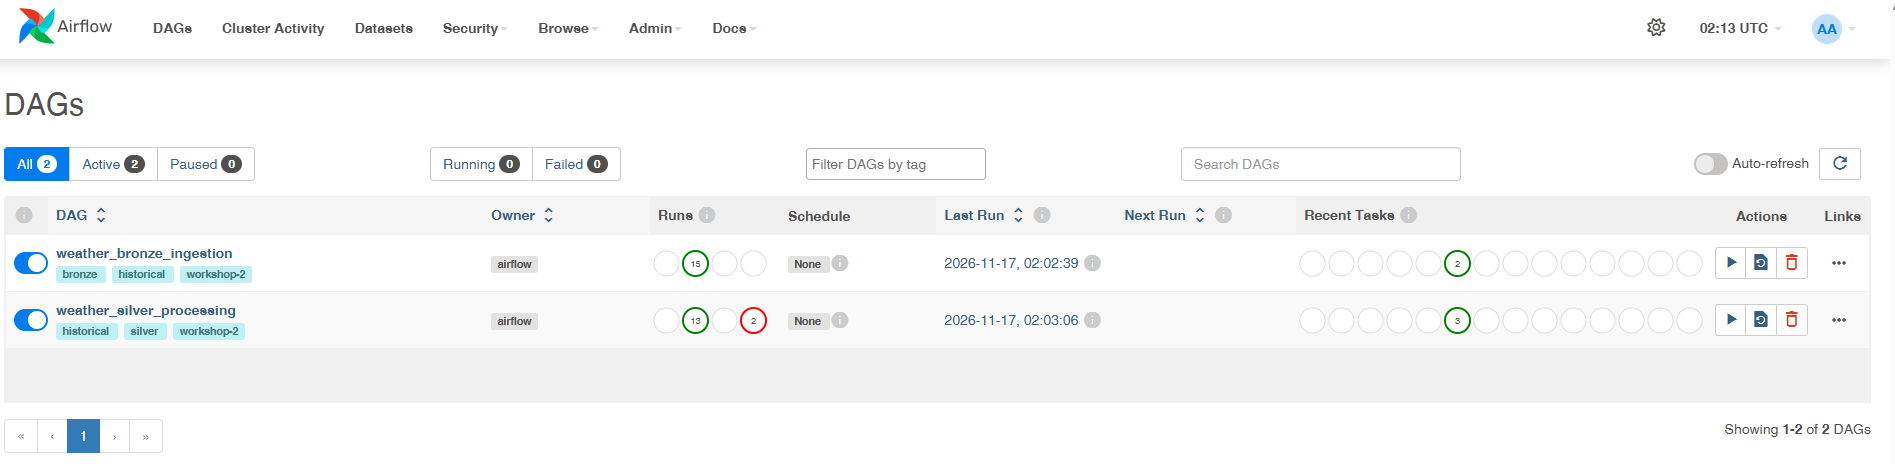 Airflow DAGs Cluster Activity Datasets Security Browse Admin Docs 02:13 UTC AA
DAGs
All 2 Active 2 Paused 0 Running 0 Failed 0 Filter DAGs by tag Search DAGs Auto-refresh
i DAG Owner Runs i Schedule Last Run i Next Run i Recent Tasks i Actions Links
weather_bronze_ingestion airflow 15 None i 2026-11-17, 02:02:39 i 2
bronze historical workshop-2
weather_silver_processing airflow 13 2 None i 2026-11-17, 02:03:06 i 3
historical silver workshop-2
« ‹ 1 › » Showing 1-2 of 2 DAGs